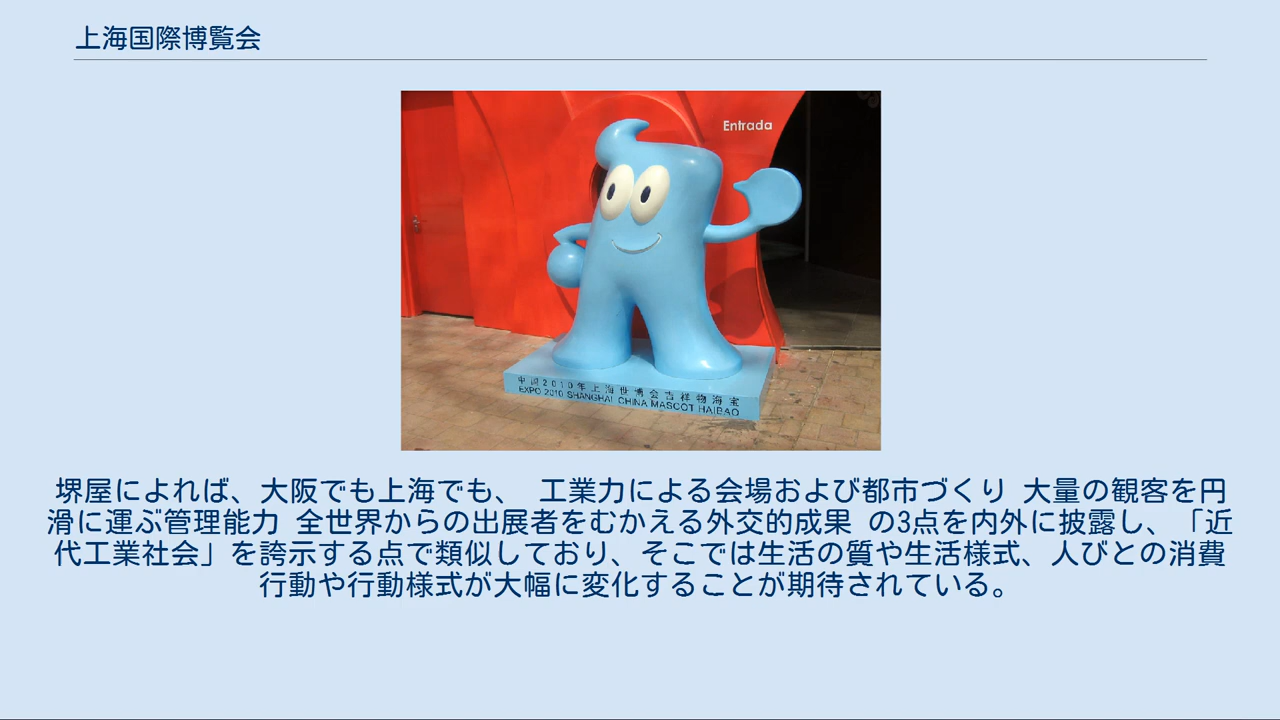 上海国際博覧会
Entrada
中国2010年上海世博会吉祥物海宝
EXPO 2010 SHANGHAI CHINA MASCOT HAIBAO
堺屋によれば、大阪でも上海でも、 工業力による会場および都市づくり 大量の観客を円
滑に運ぶ管理能力 全世界からの出展者をむかえる外交的成果 の3点を内外に披露し、「近
代工業社会」を誇示する点で類似しており、そこでは生活の質や生活様式、人びとの消費
行動や行動様式が大幅に変化することが期待されている。